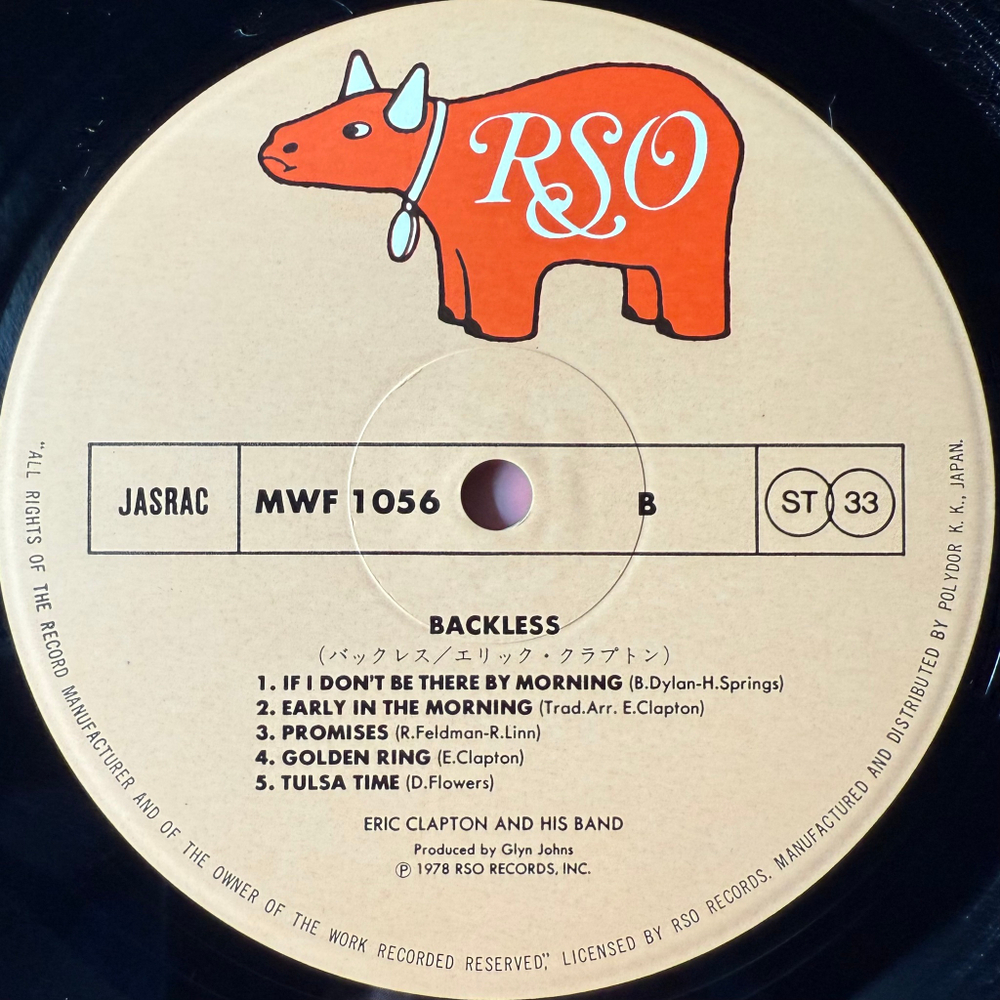 RSO
JASRAC
MWF 1056
B
ST 33
BACKLESS
(バックレス/エリック・クラプトン)
1. IF I DON'T BE THERE BY MORNING (B.Dylan-H.Springs)
2. EARLY IN THE MORNING (Trad.Arr. E.Clapton)
3. PROMISES (R.Feldman-R.Linn)
4. GOLDEN RING (E.Clapton)
5. TULSA TIME (D.Flowers)
ERIC CLAPTON AND HIS BAND
Produced by Glyn Johns
℗ 1978 RSO RECORDS, INC.
"ALL RIGHTS OF THE RECORD MANUFACTURER AND OF THE OWNER OF THE WORK RECORDED RESERVED," LICENSED BY RSO RECORDS. MANUFACTURED AND DISTRIBUTED BY POLYDOR K. K., JAPAN.